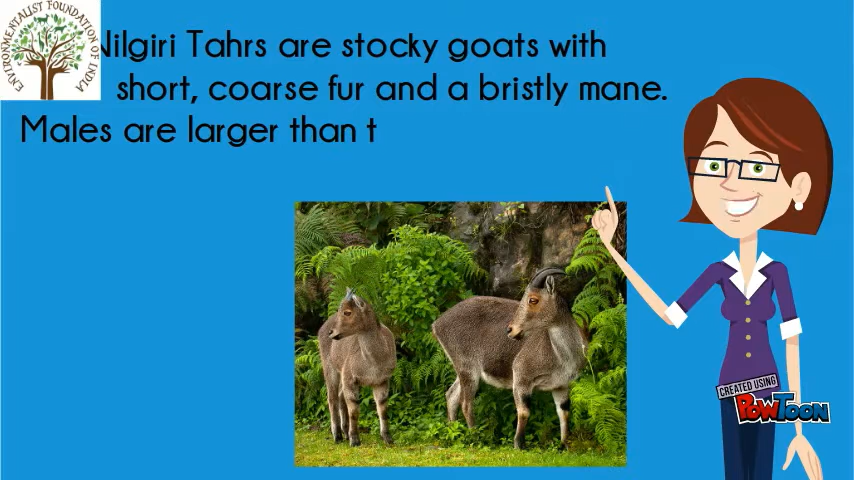 Nilgiri Tahrs are stocky goats with
short, coarse fur and a bristly mane.
Males are larger than t
ENVIRONMENTALIST FOUNDATION OF INDIA
CREATED USING
POWTOON